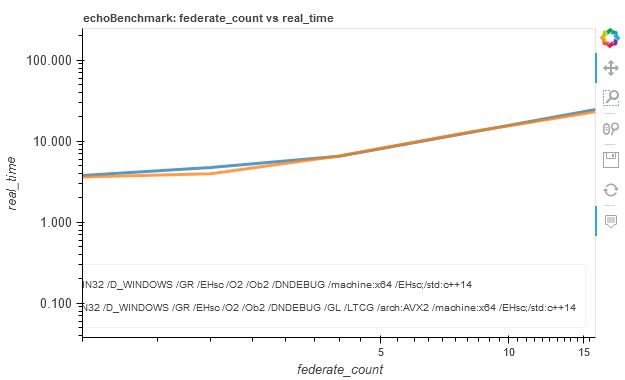 echoBenchmark: federate_count vs real_time
100.000
10.000
1.000
0.100
real_time
IN32 /D_WINDOWS /GR /EHsc /O2 /Ob2 /DNDEBUG /machine:x64 /EHsc;/std:c++14
N32 /D_WINDOWS /GR /EHsc /O2 /Ob2 /DNDEBUG /GL /LTCG /arch:AVX2 /machine:x64 /EHsc;/std:c++14
5
10
15
federate_count